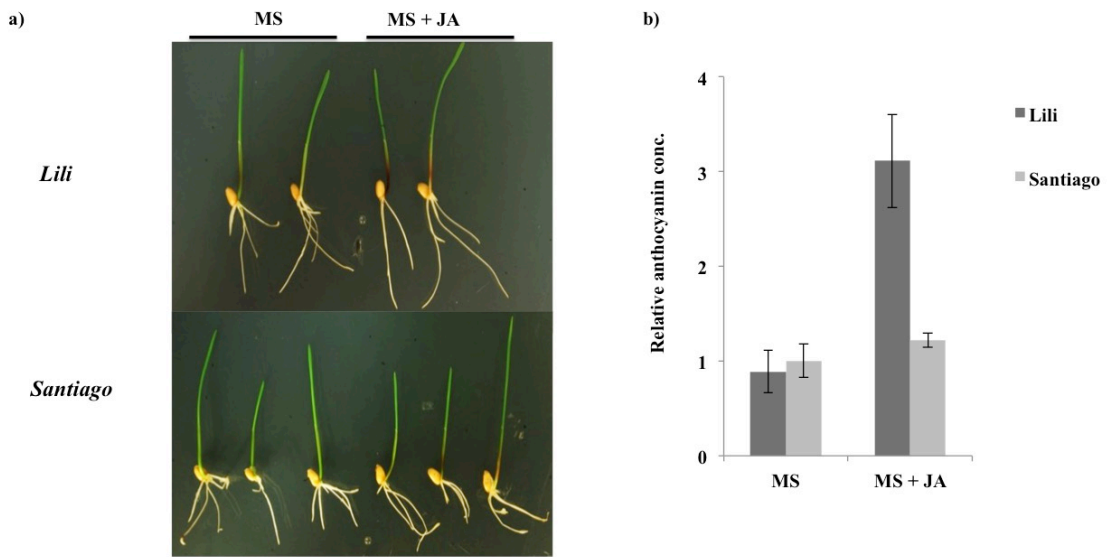 a)
MS
MS + JA
Lili
Santiago
b)
Relative anthocyanin conc.
4
3
2
1
0
MS
MS + JA
Lili
Santiago